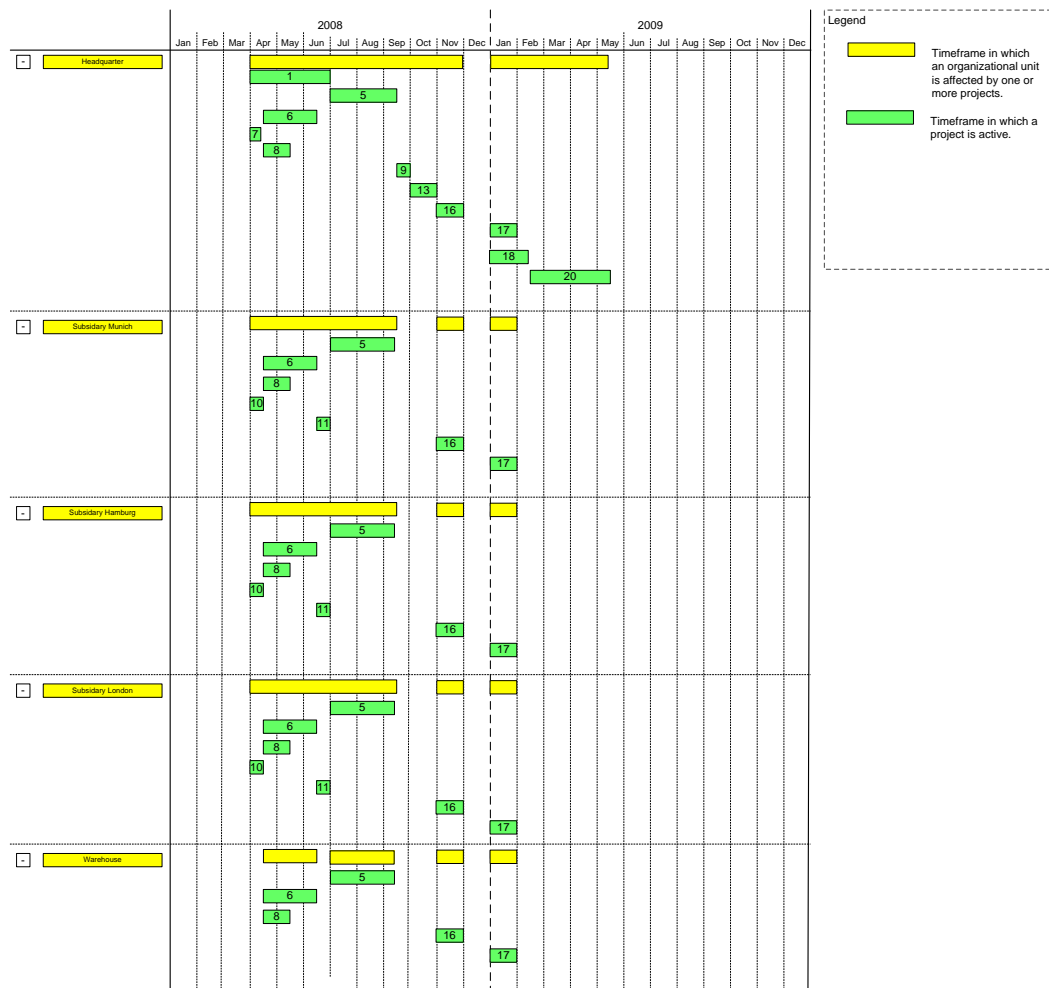 2008 2009
Legend
Jan Feb Mar Apr May Jun Jul Aug Sep Oct Nov Dec Jan Feb Mar Apr May Jun Jul Aug Sep Oct Nov Dec
Timeframe in which
an organizational unit
is affected by one or
more projects.
Timeframe in which a
project is active.
- Headquarter
1
5
6
7
8
9
13
16
17
18
20
- Subsidary Munich
5
6
8
10
11
16
17
- Subsidary Hamburg
5
6
8
10
11
16
17
- Subsidary London
5
6
8
10
11
16
17
- Warehouse
5
6
8
16
17